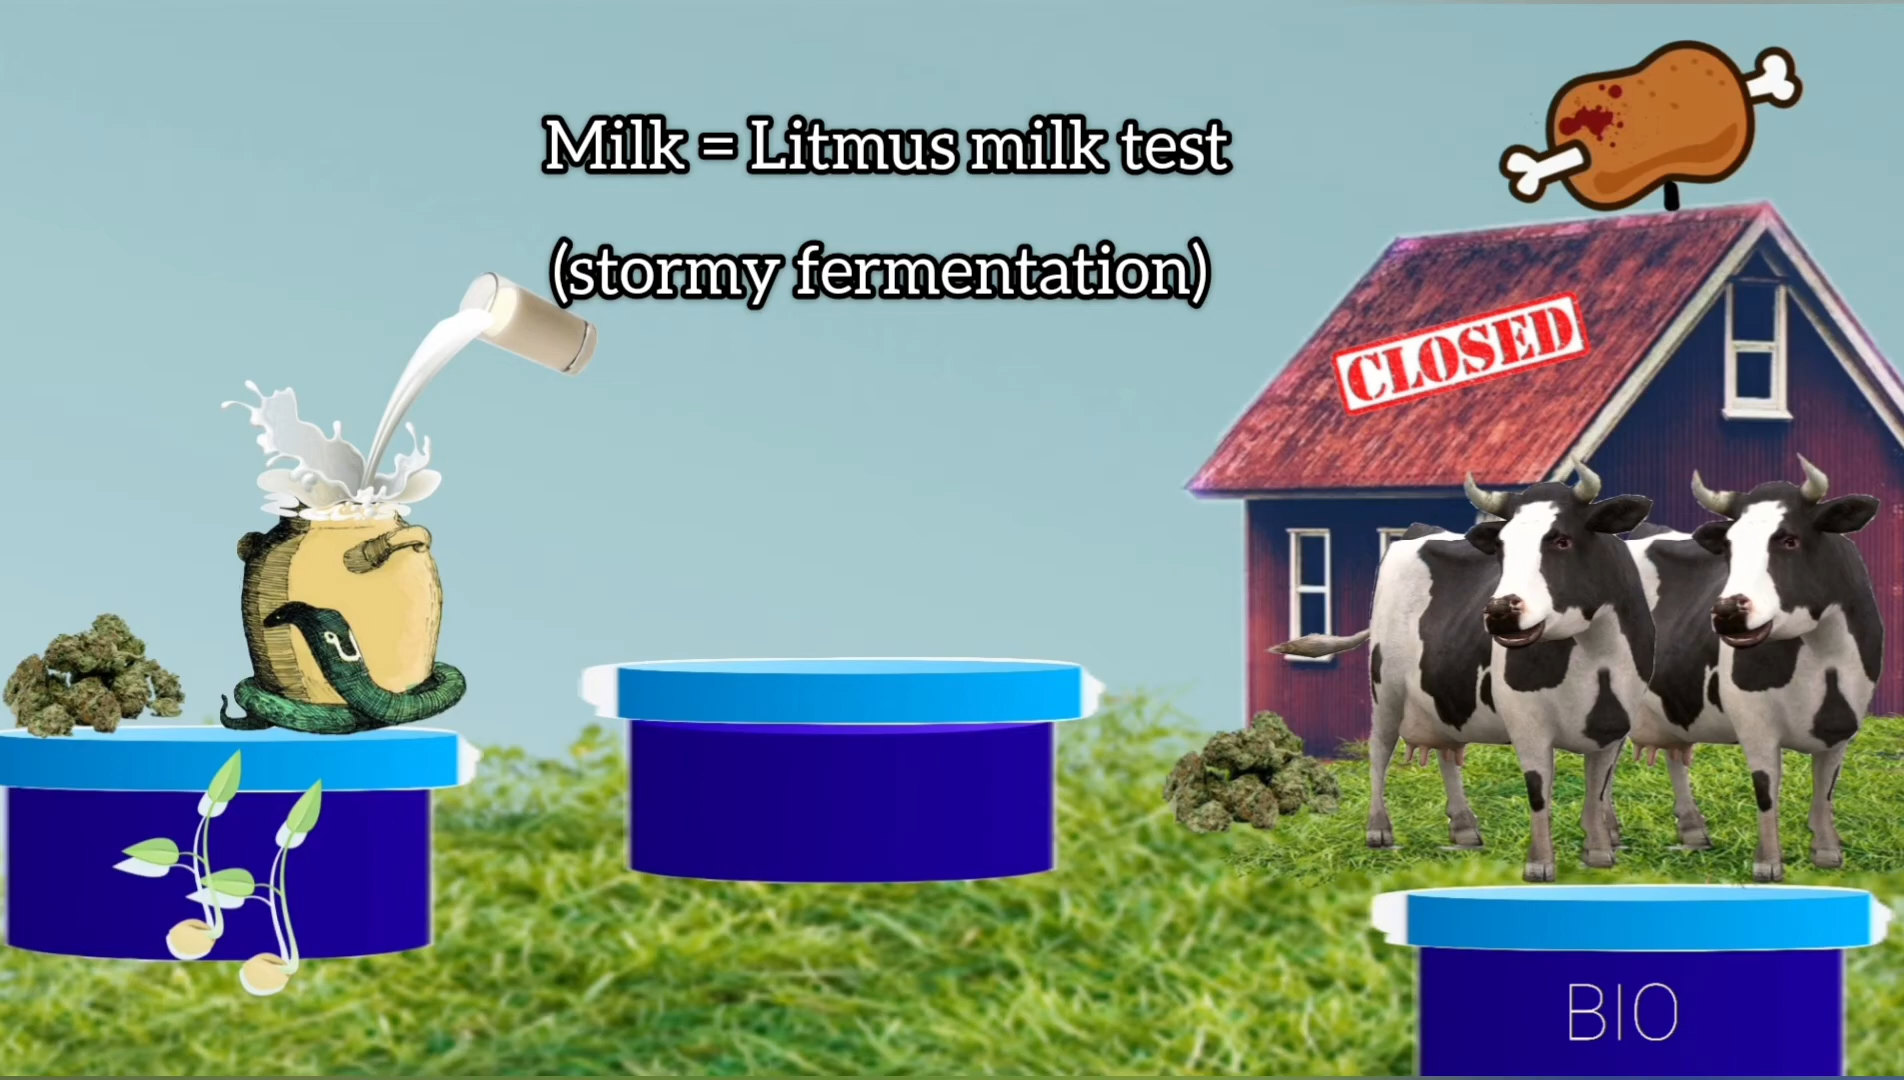 Milk = Litmus milk test
(stormy fermentation)
CLOSED
BIO